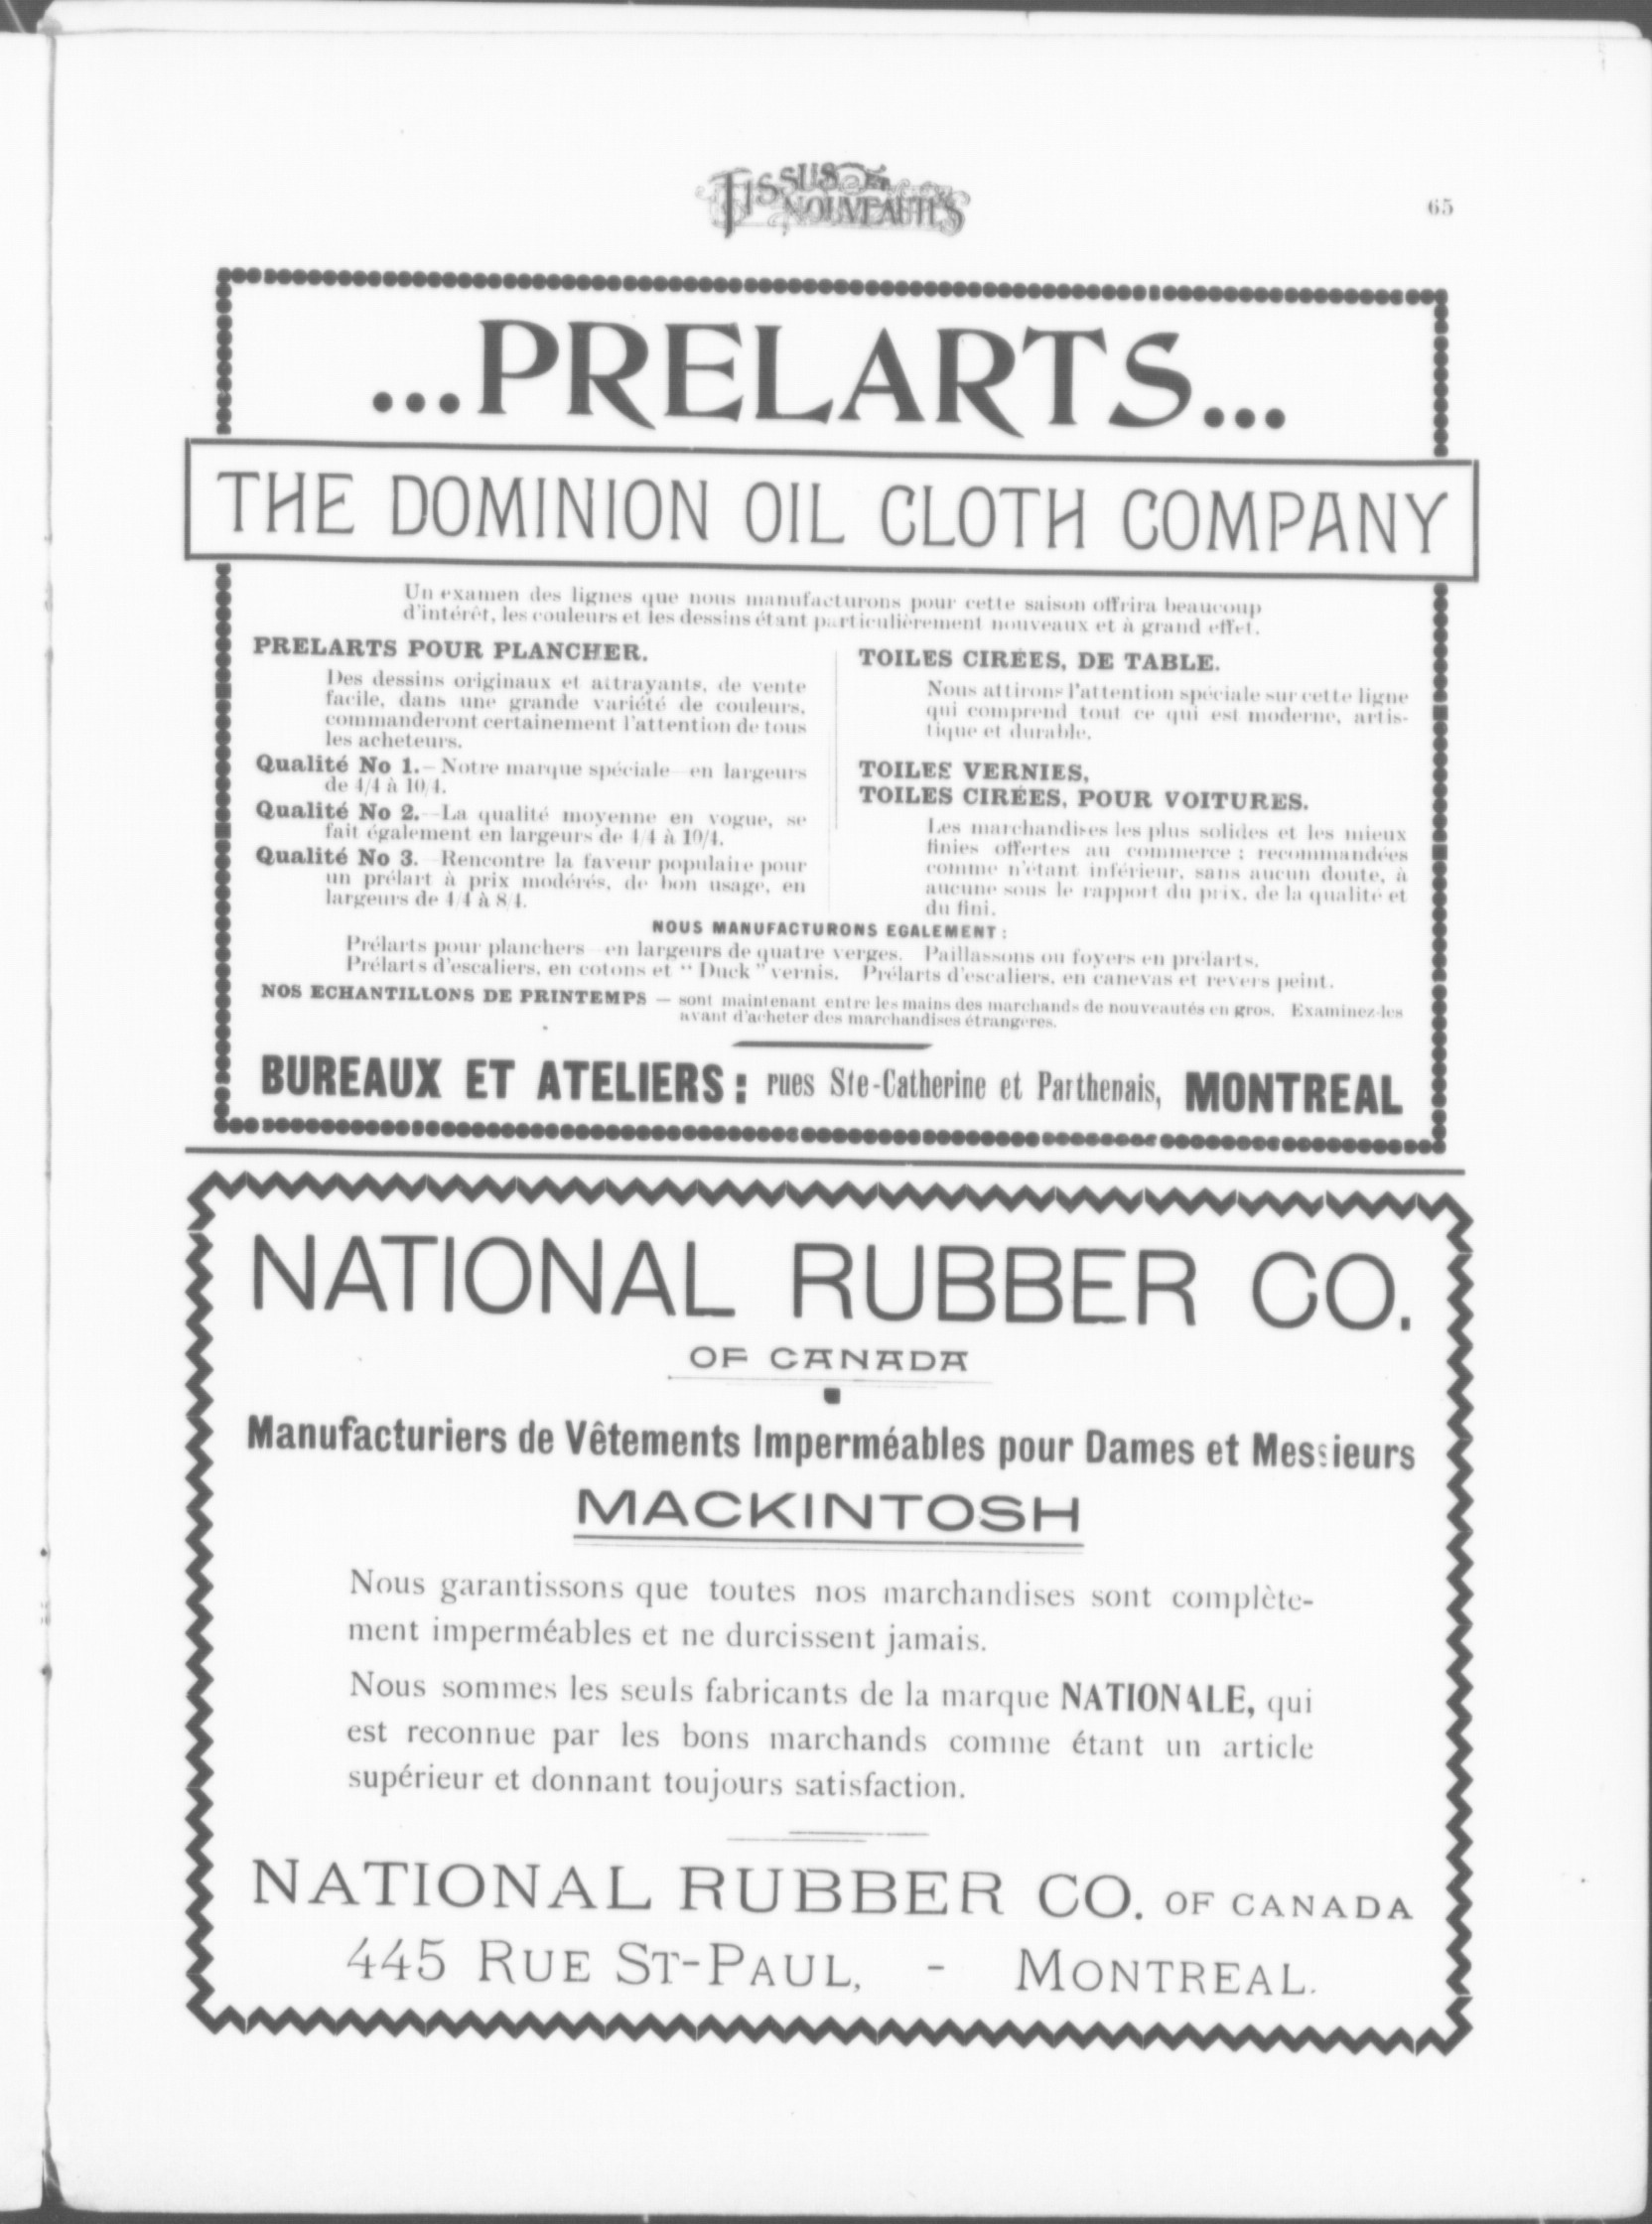 TISSUS ET
NOUVEAUTES
65
...PRELARTS...
THE DOMINION OIL CLOTH COMPANY
Un examen des lignes que nous manufacturons pour cette saison offrira beaucoup
d'intérêt, les couleurs et les dessins étant particulièrement nouveaux et à grand effet.
PRELARTS POUR PLANCHER.
Des dessins originaux et attrayants, de vente
facile, dans une grande variété de couleurs,
commanderont certainement l'attention de tous
les acheteurs.
Qualité No 1.—Notre marque spéciale—en largeurs
de 4/4 à 10/4.
Qualité No 2.—La qualité moyenne en vogue, se
fait également en largeurs de 4/4 à 10/4.
Qualité No 3.—Rencontre la faveur populaire pour
un prélart à prix modérés, de bon usage, en
largeurs de 4/4 à 8/4.
TOILES CIREES, DE TABLE.
Nous attirons l'attention spéciale sur cette ligne
qui comprend tout ce qui est moderne, artis-
tique et durable.
TOILES VERNIES,
TOILES CIRÉES, POUR VOITURES.
Les marchandises les plus solides et les mieux
finies offertes au commerce; recommandées
comme n'étant inférieur, sans aucun doute, à
aucune sous le rapport du prix, de la qualité et
du fini.
NOUS MANUFACTURONS EGALEMENT:
Prélarts pour planchers—en largeurs de quatre verges. Paillassons ou foyers en prélarts.
Prélarts d'escaliers, en cotons et "Duck" vernis. Prélarts d'escaliers, en canevas et revers peint.
NOS ECHANTILLONS DE PRINTEMPS — sont maintenant entre les mains des marchands de nouveautés en gros. Examinez-les
avant d'acheter des marchandises étrangères.
BUREAUX ET ATELIERS: rues Ste-Catherine et Parthenais, MONTREAL
NATIONAL RUBBER CO.
OF CANADA
Manufacturiers de Vêtements Imperméables pour Dames et Messieurs
MACKINTOSH
Nous garantissons que toutes nos marchandises sont complète-
ment imperméables et ne durcissent jamais.
Nous sommes les seuls fabricants de la marque NATIONALE, qui
est reconnue par les bons marchands comme étant un article
supérieur et donnant toujours satisfaction.
NATIONAL RUBBER CO. OF CANADA
445 RUE ST-PAUL, - MONTREAL.